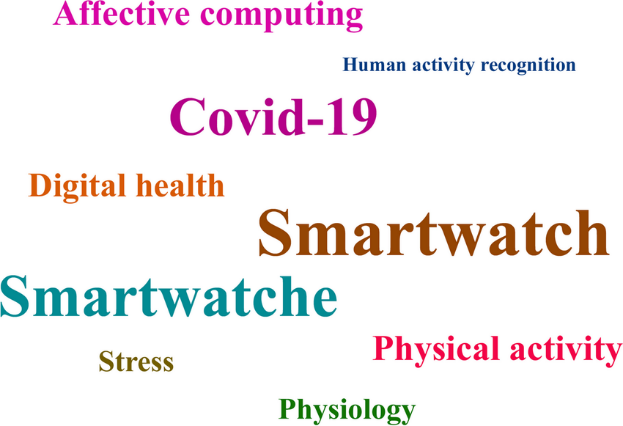 Affective computing
Human activity recognition
Covid-19
Digital health
Smartwatch
Smartwatche
Physical activity
Stress
Physiology